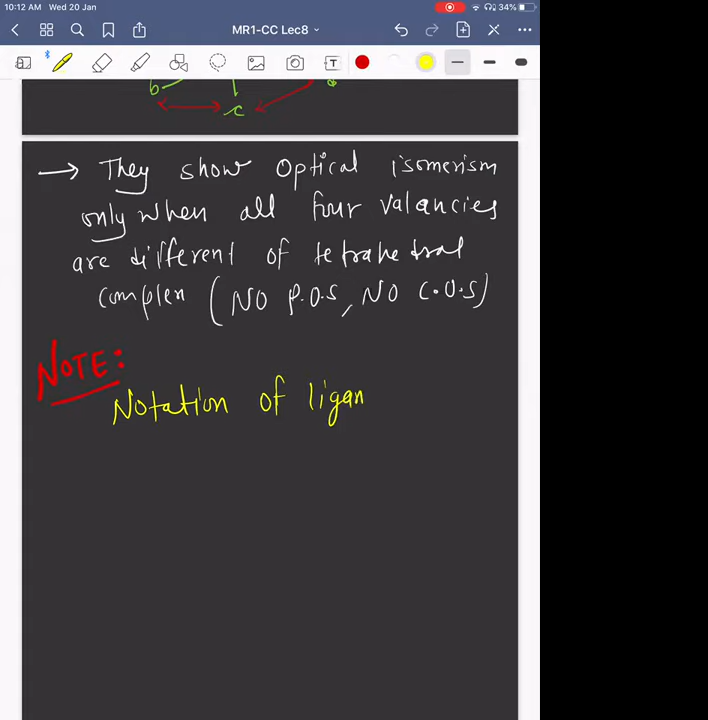 10:12 AM Wed 20 Jan
34%
MR1-CC Lec8
b
c
→ They show Optical isomerism
only when all four valancies
are different of tetrahetral
complex (NO P.O.S, NO C.O.S)
NOTE:
Notation of ligan